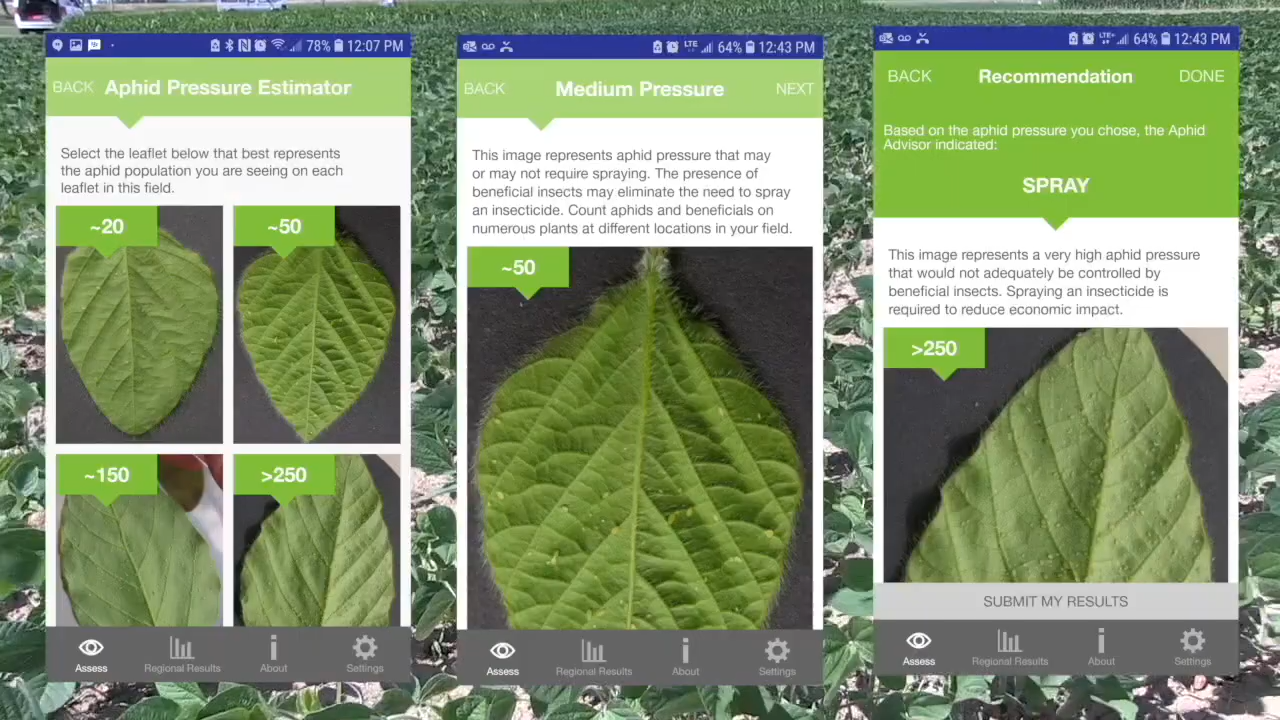 78% 12:07 PM
BACK Aphid Pressure Estimator
Select the leaflet below that best represents
the aphid population you are seeing on each
leaflet in this field.
~20 ~50
~150 >250
Assess Regional Results About Settings
LTE 64% 12:43 PM
BACK Medium Pressure NEXT
This image represents aphid pressure that may
or may not require spraying. The presence of
beneficial insects may eliminate the need to spray
an insecticide. Count aphids and beneficials on
numerous plants at different locations in your field.
~50
Assess Regional Results About Settings
LTE+ 64% 12:43 PM
BACK Recommendation DONE
Based on the aphid pressure you chose, the Aphid
Advisor indicated:
SPRAY
This image represents a very high aphid pressure
that would not adequately be controlled by
beneficial insects. Spraying an insecticide is
required to reduce economic impact.
>250
SUBMIT MY RESULTS
Assess Regional Results About Settings